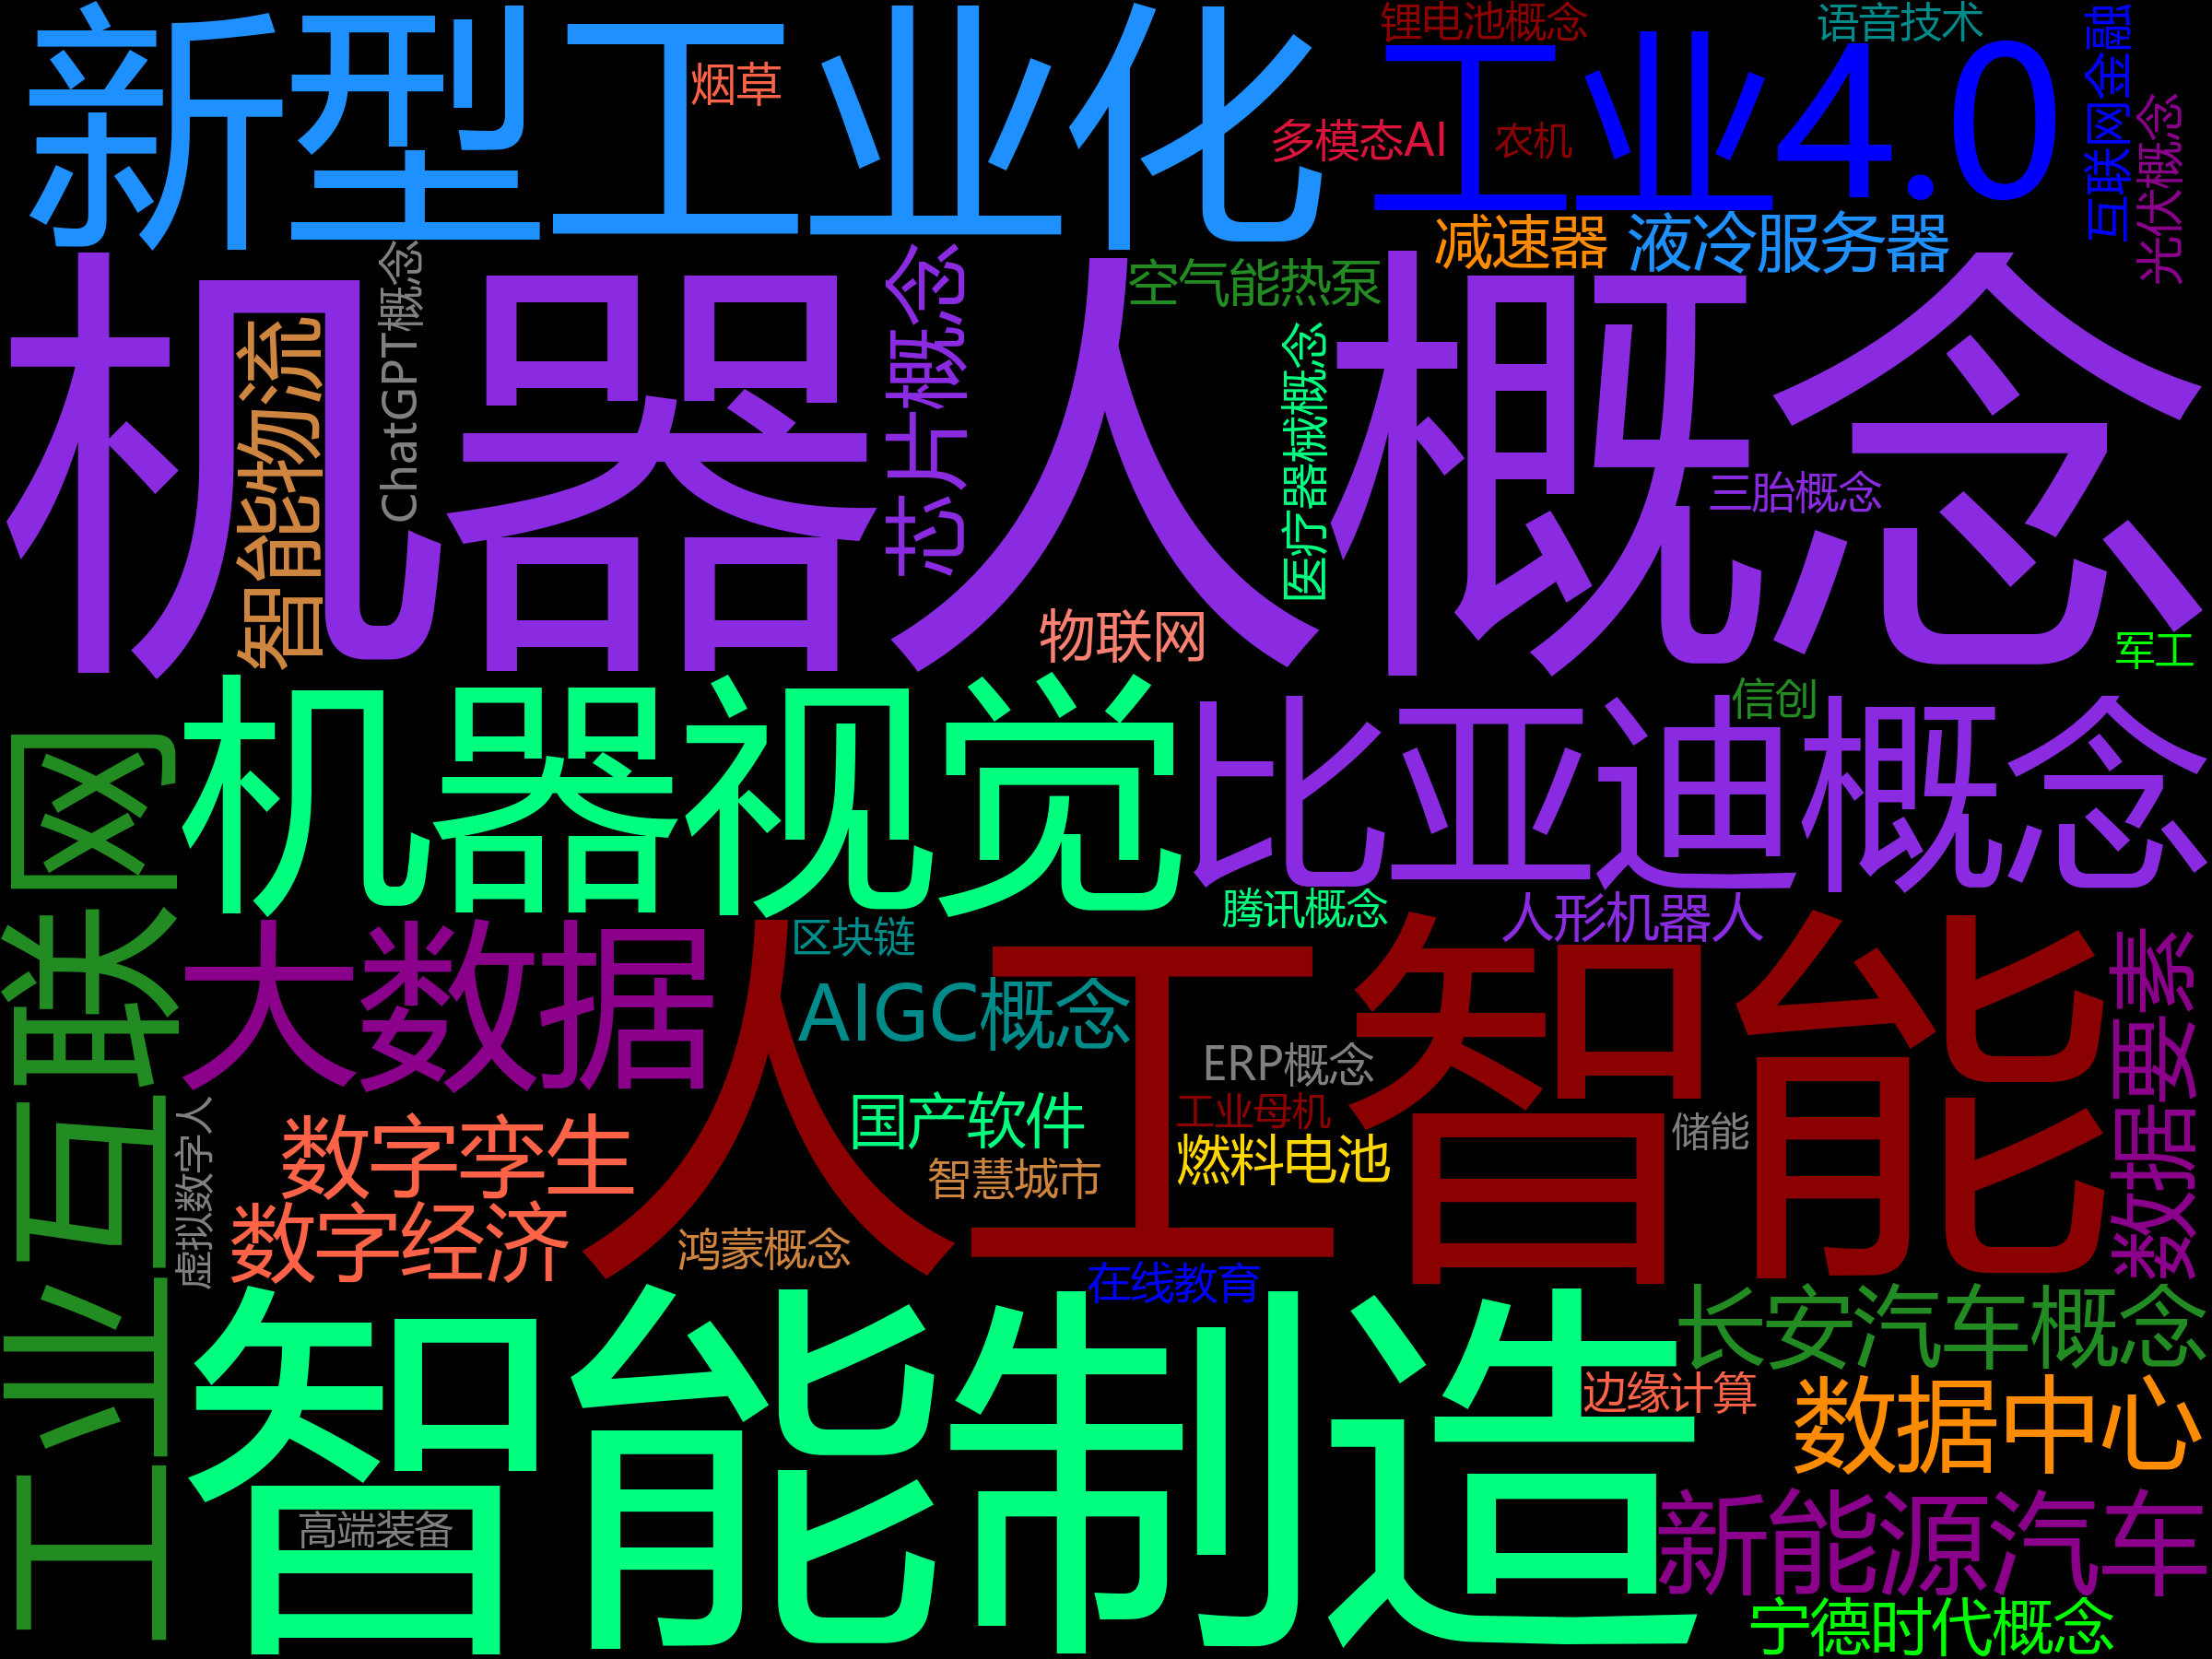 新型工业化
烟草
锂电池概念
语音技术
工业4.0
互联网金融
光伏概念
多模态AI
农机
减速器
液冷服务器
机器人概念
ChatGPT概念
智能物流
芯片概念
空气能热泵
医疗器械概念
三胎概念
物联网
军工
信创
工业互联网
机器视觉
比亚迪概念
腾讯概念
人形机器人
大数据
区块链
人工智能
AIGC概念
数据要素
ERP概念
国产软件
工业母机
储能
虚拟数字人
数字孪生
智慧城市
燃料电池
数字经济
鸿蒙概念
在线教育
智能制造
长安汽车概念
边缘计算
数据中心
高端装备
新能源汽车
宁德时代概念